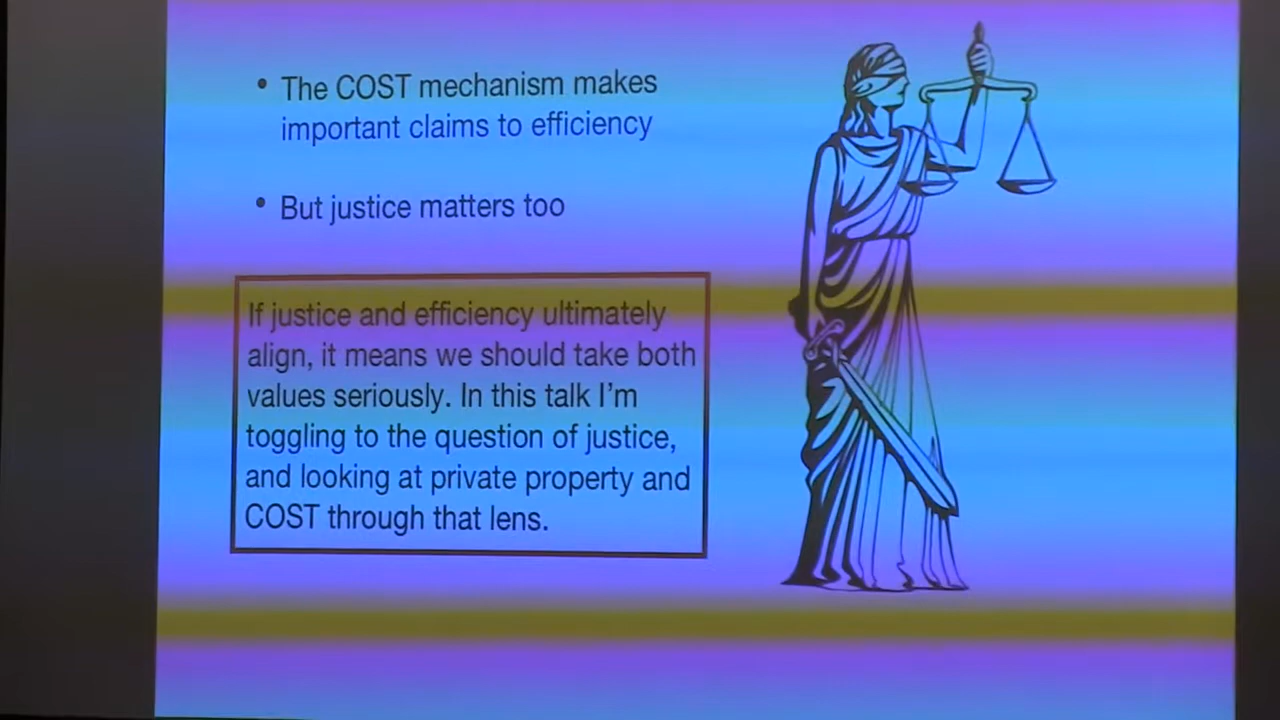 • The COST mechanism makes
important claims to efficiency
• But justice matters too
If justice and efficiency ultimately
align, it means we should take both
values seriously. In this talk I'm
toggling to the question of justice,
and looking at private property and
COST through that lens.